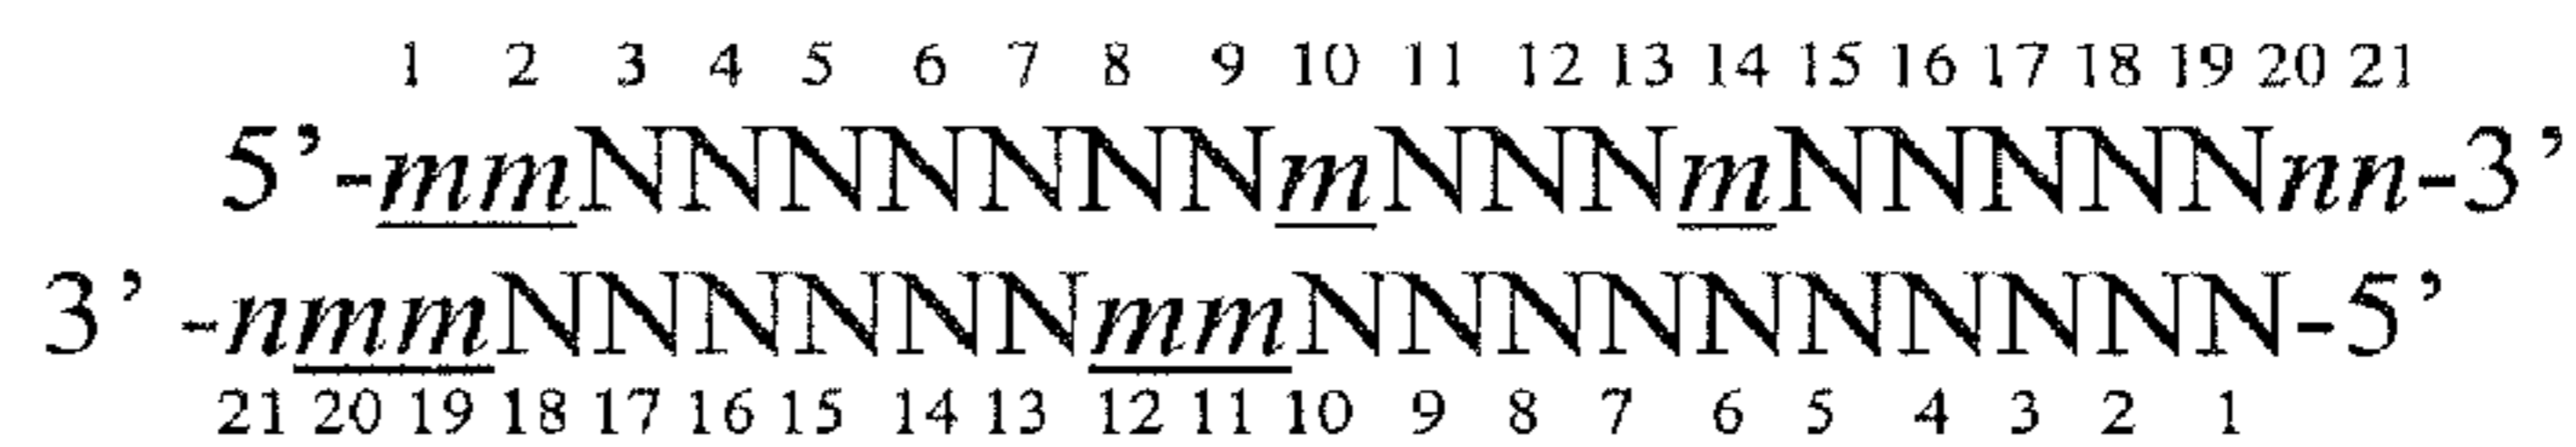 1 2 3 4 5 6 7 8 9 10 11 12 13 14 15 16 17 18 19 20 21
5’-mmNNNNNNNmNNNmNNNNNnn-3’
3’-nmmNNNNNNmmNNNNNNNNNN-5’
21 20 19 18 17 16 15 14 13 12 11 10 9 8 7 6 5 4 3 2 1